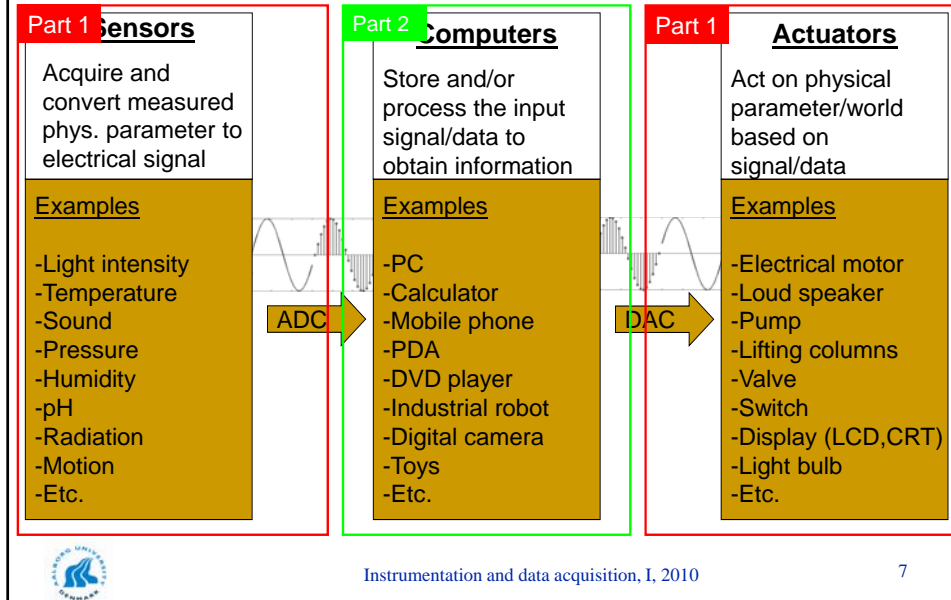 Part 1
Sensors
Acquire and
convert measured
phys. parameter to
electrical signal
Examples
-Light intensity
-Temperature
-Sound
-Pressure
-Humidity
-pH
-Radiation
-Motion
-Etc.
ADC
Part 2
Computers
Store and/or
process the input
signal/data to
obtain information
Examples
-PC
-Calculator
-Mobile phone
-PDA
-DVD player
-Industrial robot
-Digital camera
-Toys
-Etc.
DAC
Part 1
Actuators
Act on physical
parameter/world
based on
signal/data
Examples
-Electrical motor
-Loud speaker
-Pump
-Lifting columns
-Valve
-Switch
-Display (LCD,CRT)
-Light bulb
-Etc.
AALBORG UNIVERSITY
DENMARK
Instrumentation and data acquisition, I, 2010
7